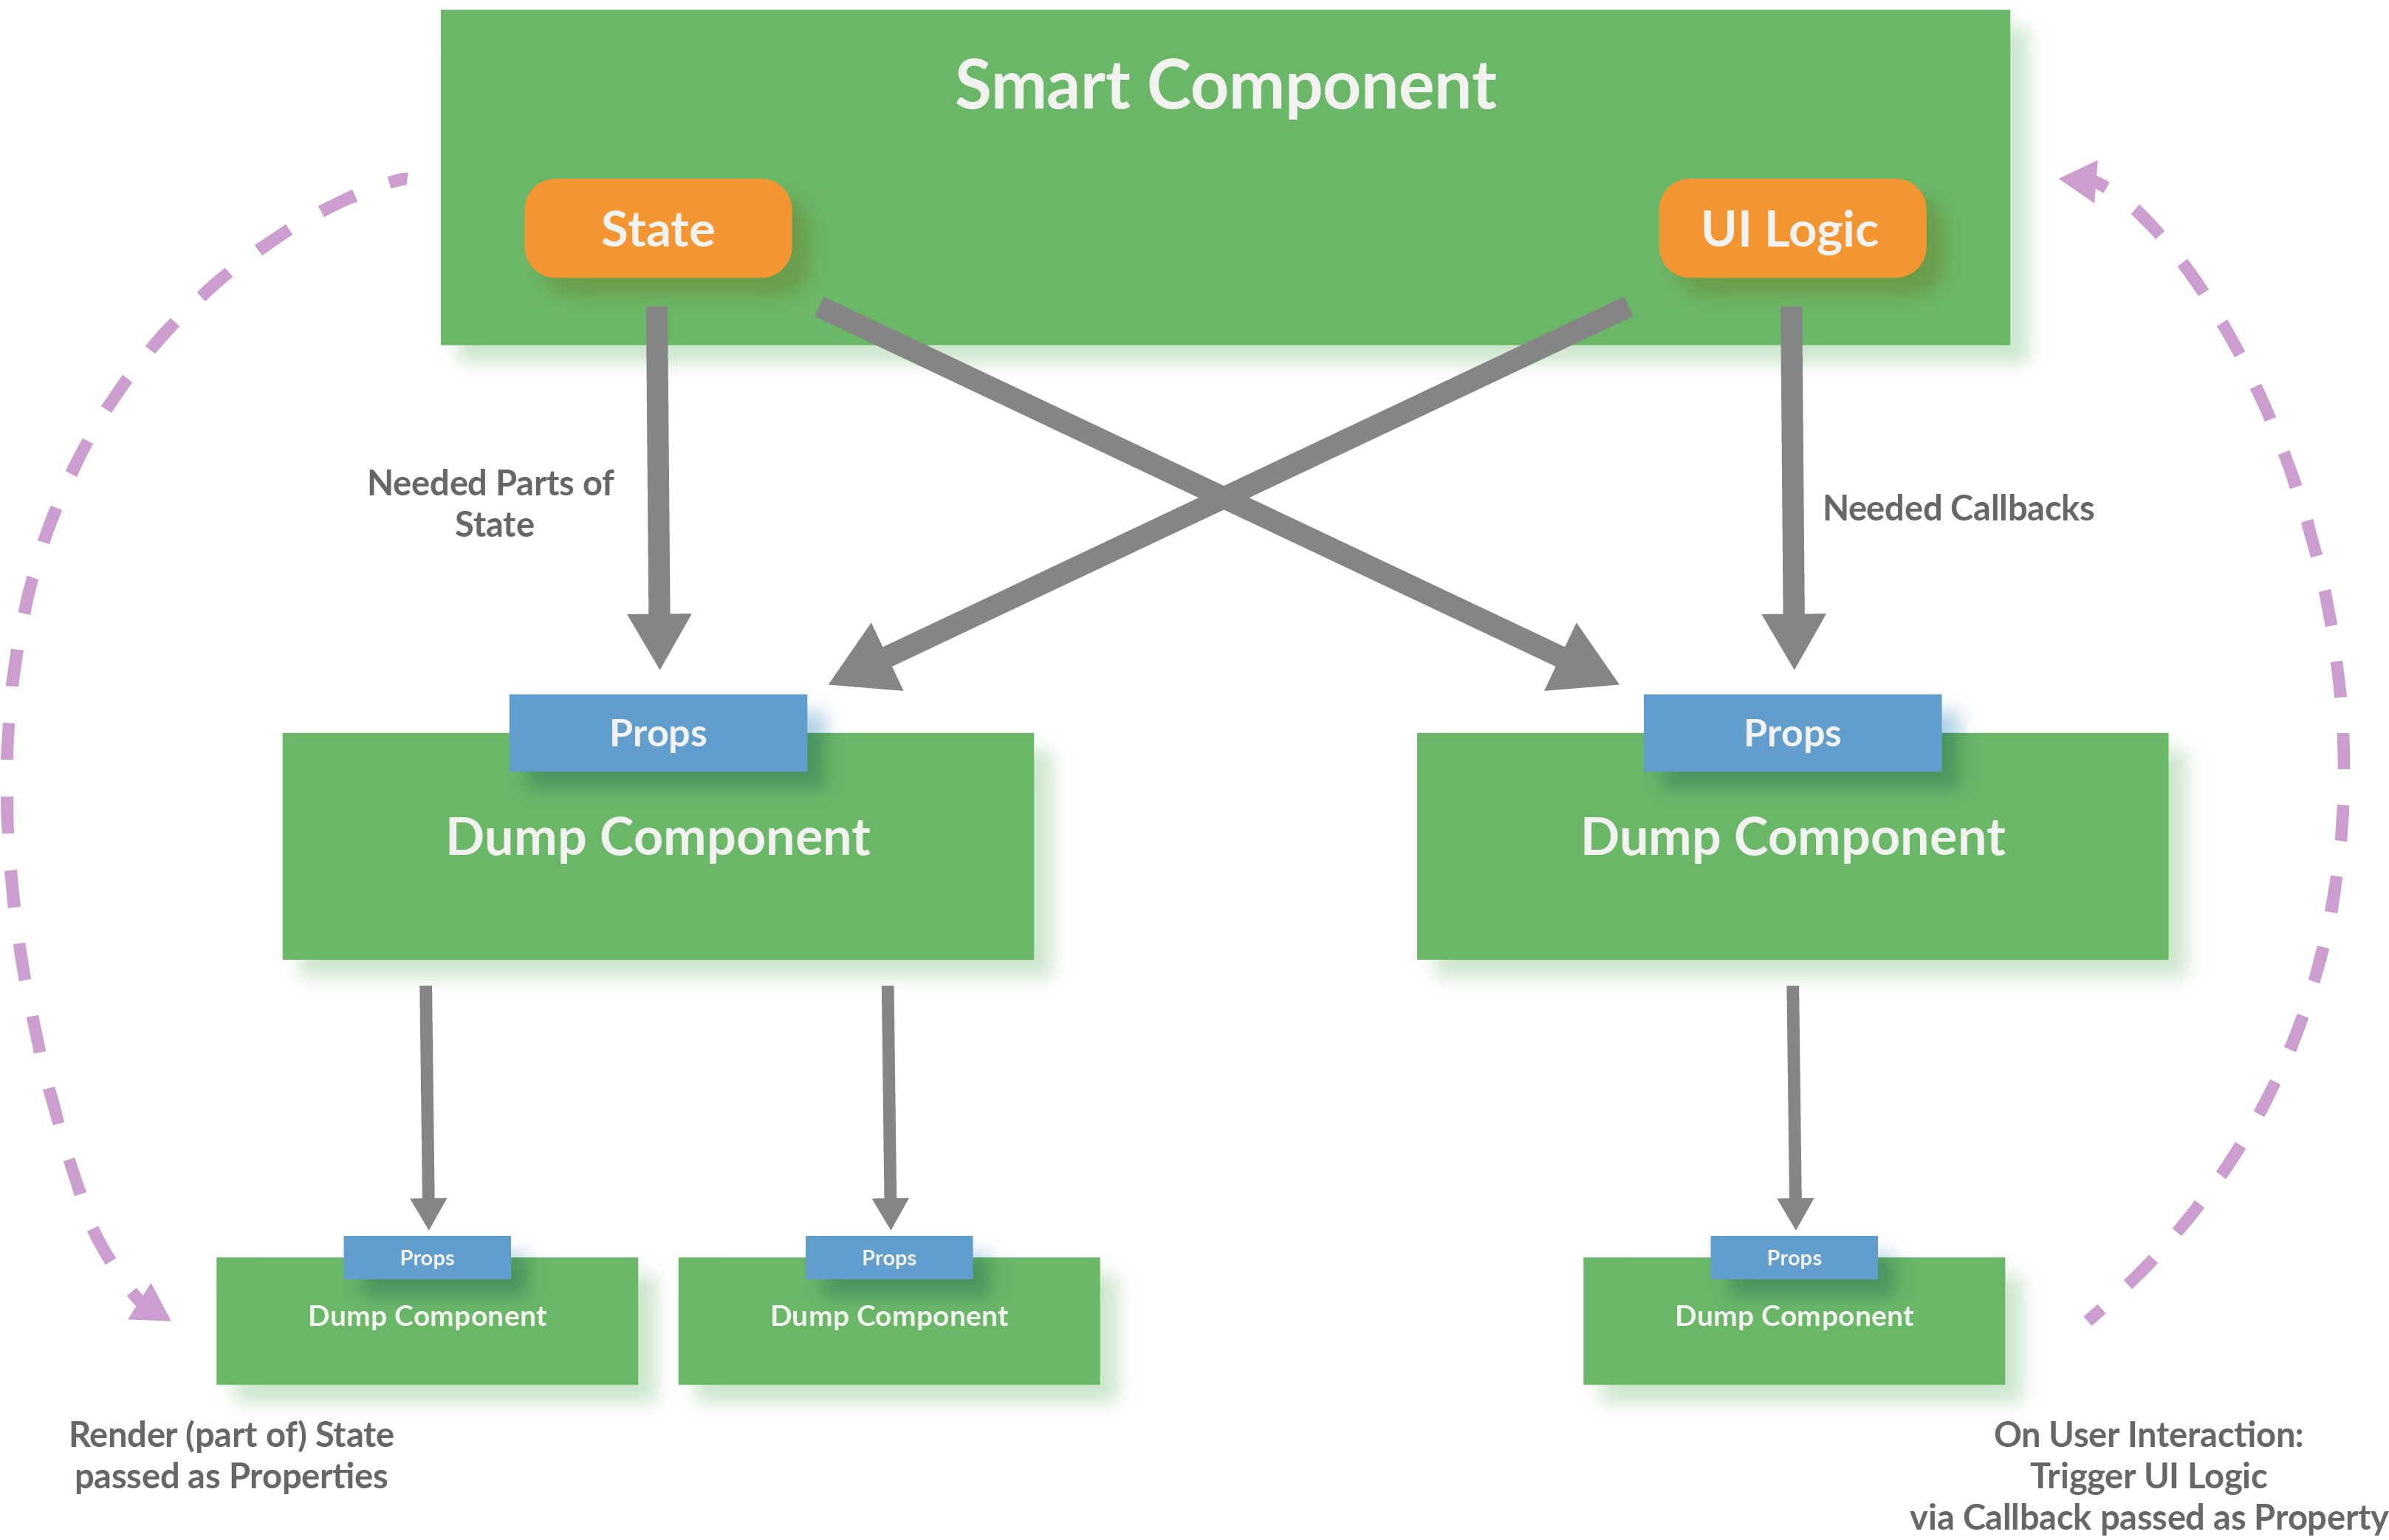 Smart Component
State
UI Logic
Needed Parts of
State
Needed Callbacks
Props
Props
Dump Component
Dump Component
Props
Props
Props
Dump Component
Dump Component
Dump Component
Render (part of) State
passed as Properties
On User Interaction:
Trigger UI Logic
via Callback passed as Property